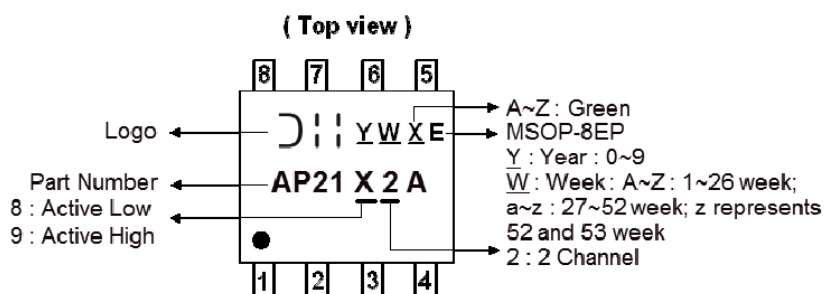 ( Top view )
8 7 6 5
Logo
Y W X E
A~Z : Green
MSOP-8EP
Y : Year : 0~9
W : Week : A~Z : 1~26 week;
a~z : 27~52 week; z represents
52 and 53 week
2 : 2 Channel
Part Number
AP21 X 2 A
8 : Active Low
9 : Active High
1 2 3 4